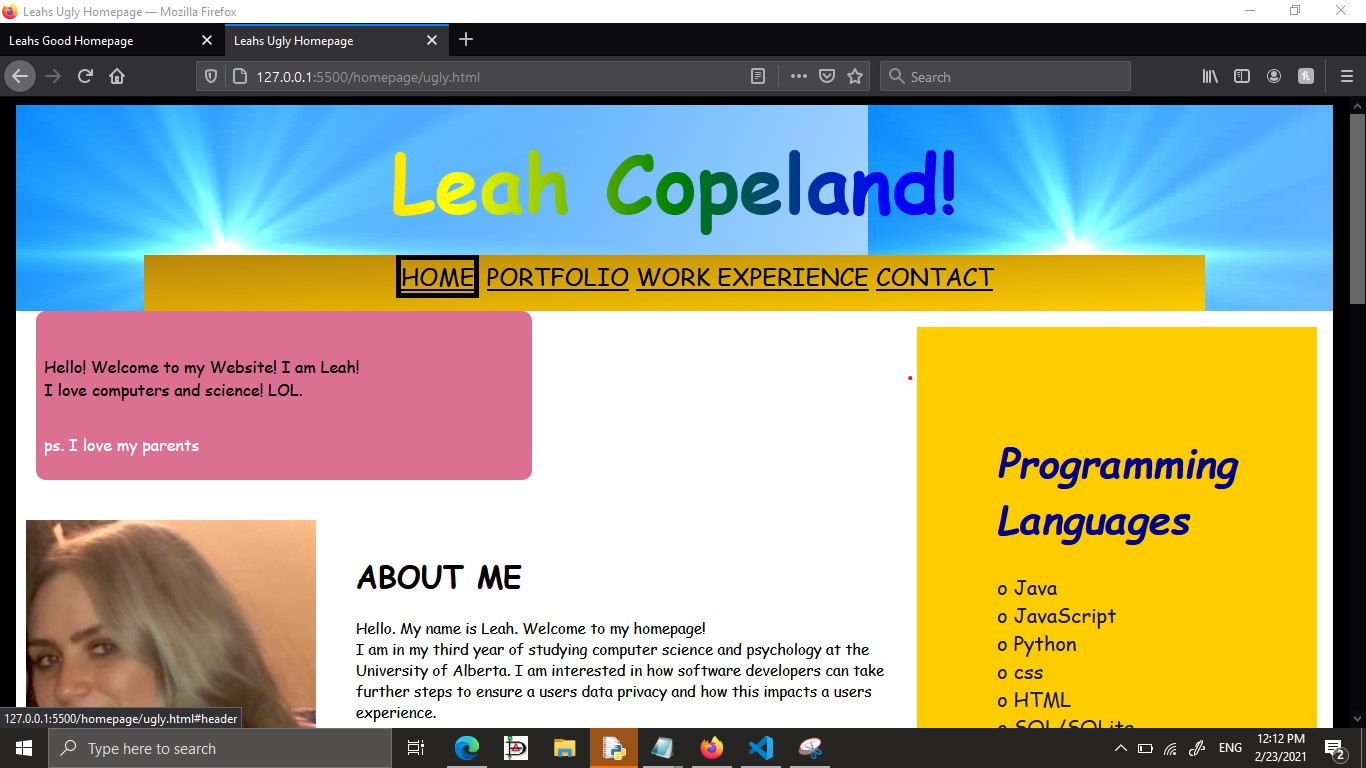 Leahs Ugly Homepage — Mozilla Firefox
Leahs Good Homepage
Leahs Ugly Homepage
127.0.0.1:5500/homepage/ugly.html
Search
Leah Copeland!
HOME PORTFOLIO WORK EXPERIENCE CONTACT
Hello! Welcome to my Website! I am Leah!
I love computers and science! LOL.
ps. I love my parents
ABOUT ME
Hello. My name is Leah. Welcome to my homepage!
I am in my third year of studying computer science and psychology at the
University of Alberta. I am interested in how software developers can take
further steps to ensure a users data privacy and how this impacts a users
experience.
Programming
Languages
o Java
o JavaScript
o Python
o css
o HTML
o SQL/SQLite
127.0.0.1:5500/homepage/ugly.html#header
Type here to search
ENG
12:12 PM
2/23/2021
2